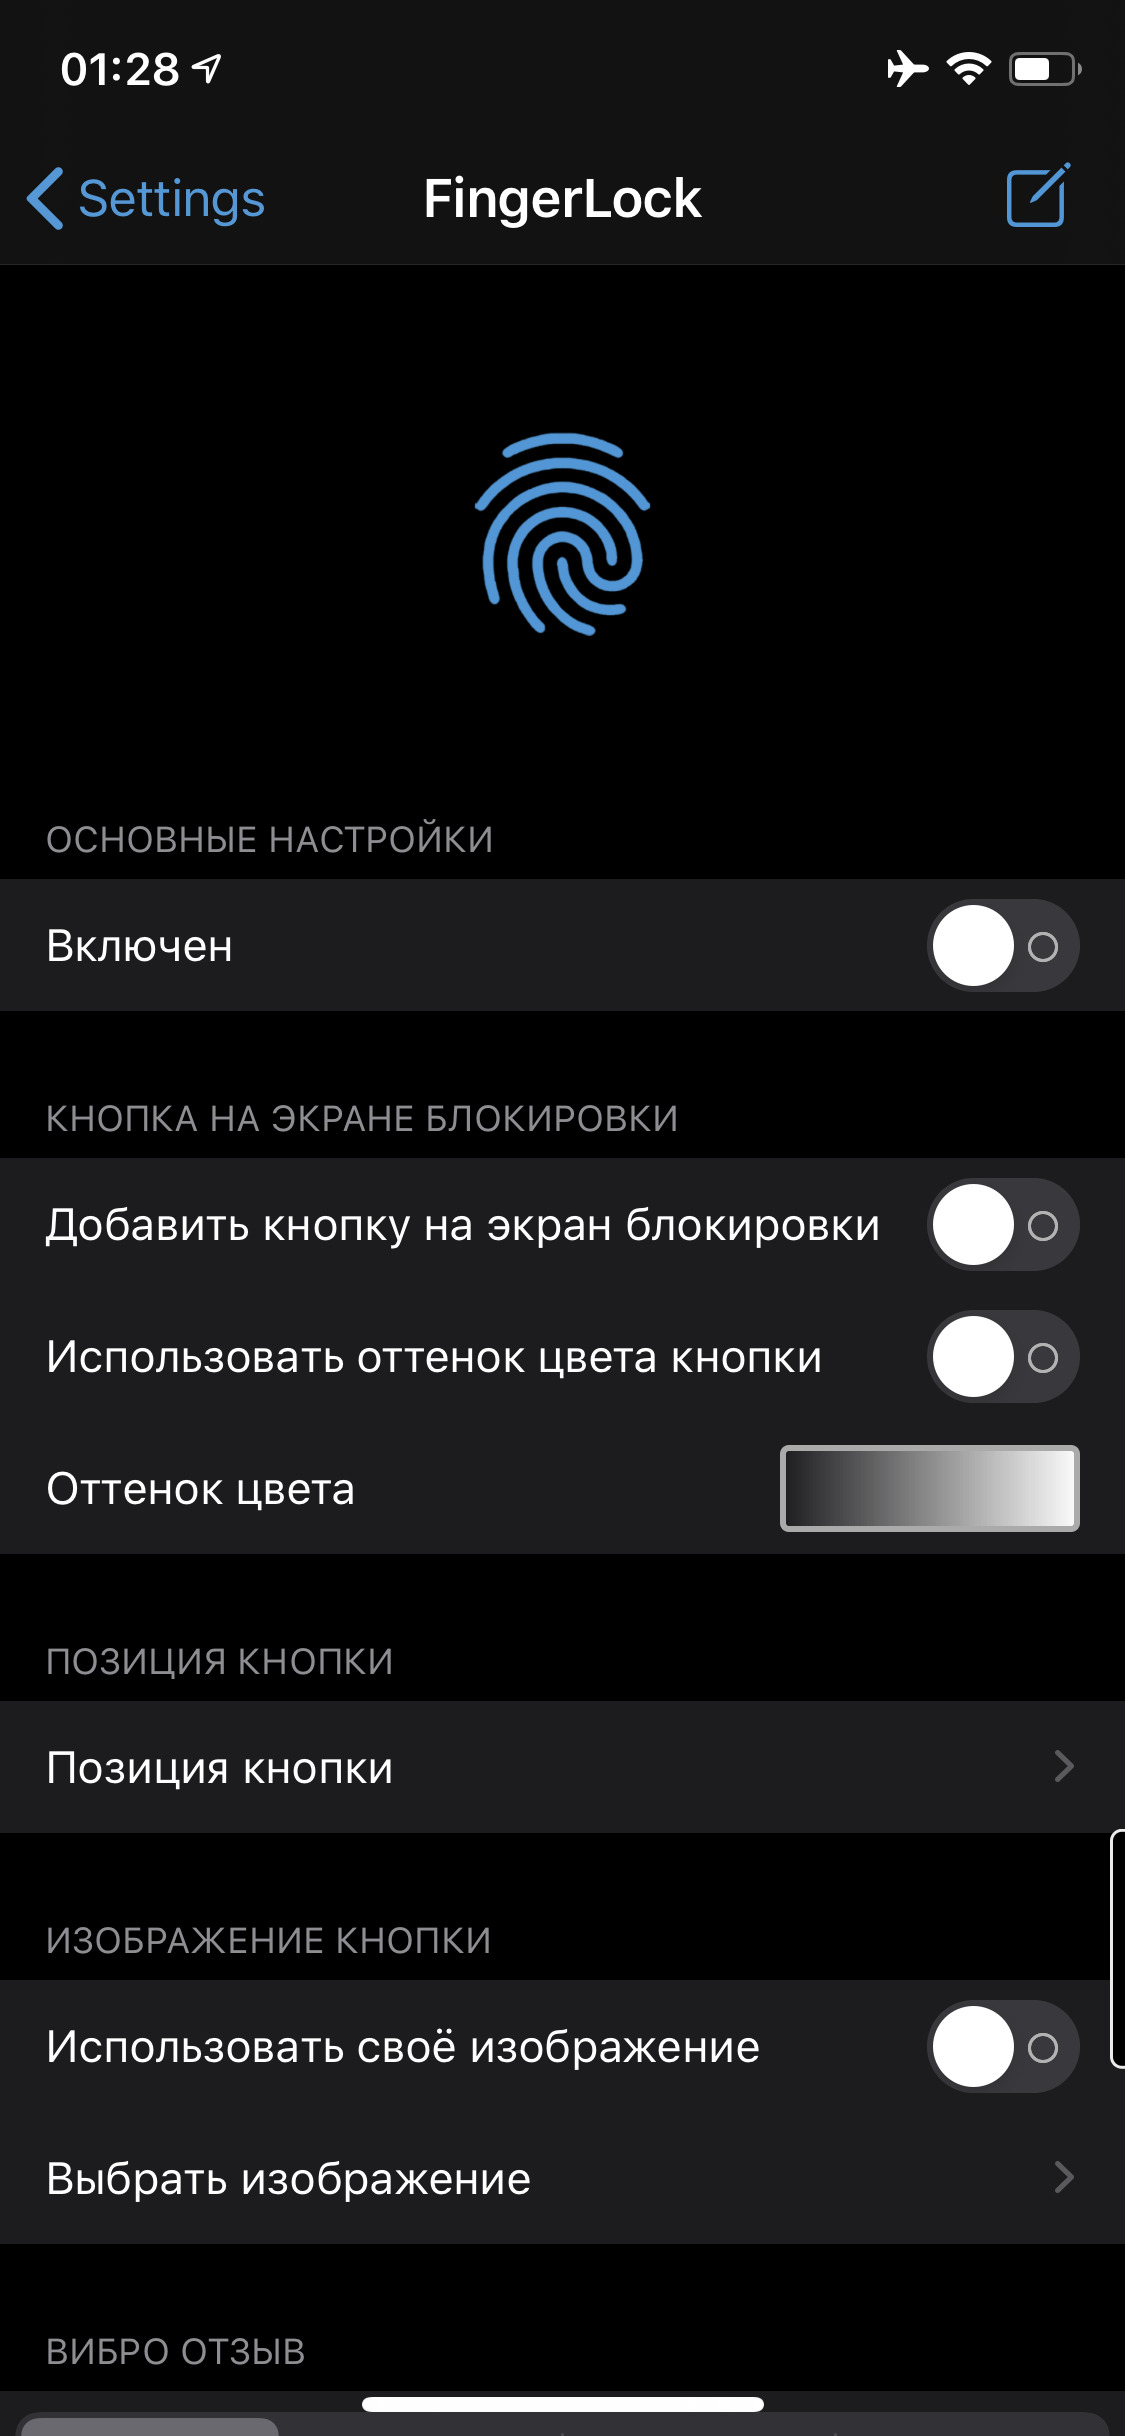 01:28
Settings
FingerLock
ОСНОВНЫЕ НАСТРОЙКИ
Включен
КНОПКА НА ЭКРАНЕ БЛОКИРОВКИ
Добавить кнопку на экран блокировки
Использовать оттенок цвета кнопки
Оттенок цвета
ПОЗИЦИЯ КНОПКИ
Позиция кнопки
ИЗОБРАЖЕНИЕ КНОПКИ
Использовать своё изображение
Выбрать изображение
ВИБРО ОТЗЫВ